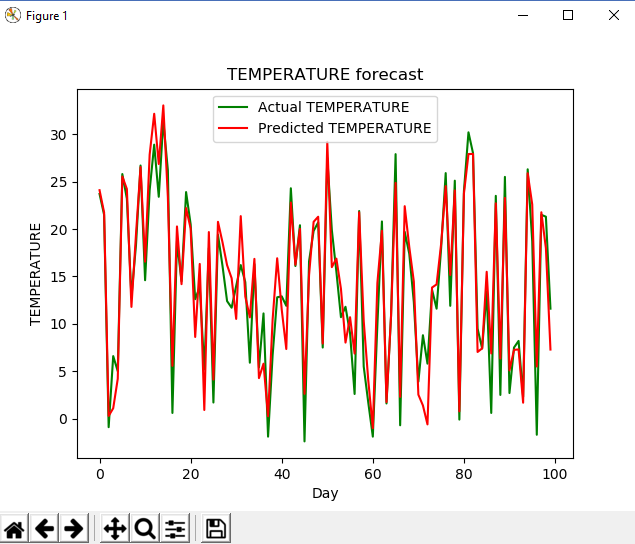 Figure 1
TEMPERATURE forecast
Actual TEMPERATURE
Predicted TEMPERATURE
TEMPERATURE
30
25
20
15
10
5
0
0 20 40 60 80 100
Day